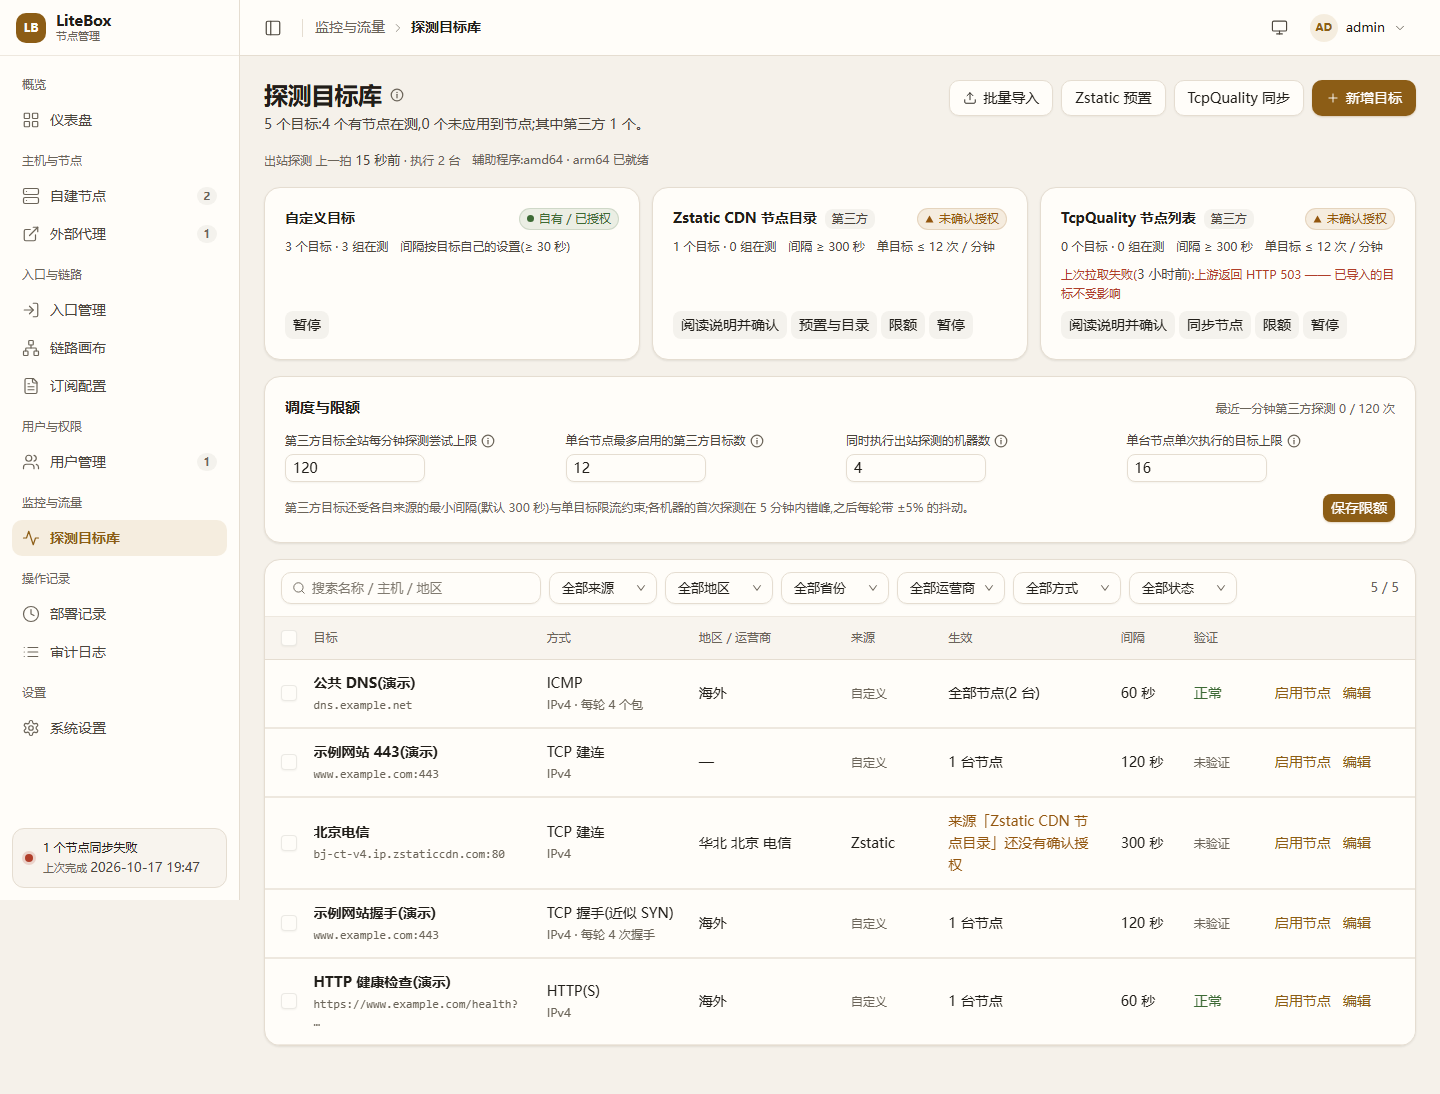 LB
LiteBox
节点管理
监控与流量
探测目标库
AD
admin
概览
仪表盘
主机与节点
自建节点
2
外部代理
1
入口与链路
入口管理
链路画布
订阅配置
用户与权限
用户管理
1
监控与流量
探测目标库
操作记录
部署记录
审计日志
设置
系统设置
1 个节点同步失败
上次完成 2026-10-17 19:47
探测目标库
5 个目标:4 个有节点在测,0 个未应用到节点;其中第三方 1 个。
批量导入
Zstatic 预置
TcpQuality 同步
新增目标
出站探测 上一拍 15 秒前 · 执行 2 台 辅助程序:amd64 · arm64 已就绪
自定义目标
自有 / 已授权
3 个目标 · 3 组在测 间隔按目标自己的设置(≥ 30 秒)
暂停
Zstatic CDN 节点目录 第三方
未确认授权
1 个目标 · 0 组在测 间隔 ≥ 300 秒 单目标 ≤ 12 次 / 分钟
阅读说明并确认 预置与目录 限额 暂停
TcpQuality 节点列表 第三方
未确认授权
0 个目标 · 0 组在测 间隔 ≥ 300 秒 单目标 ≤ 12 次 / 分钟
上次拉取失败(3 小时前):上游返回 HTTP 503 —— 已导入的目
标不受影响
阅读说明并确认 同步节点 限额 暂停
调度与限额
最近一分钟第三方探测 0 / 120 次
第三方目标全站每分钟探测尝试上限
120
单台节点最多启用的第三方目标数
12
同时执行出站探测的机器数
4
单台节点单次执行的目标上限
16
第三方目标还受各自来源的最小间隔(默认 300 秒)与单目标限流约束;各机器的首次探测在 5 分钟内错峰,之后每轮带 ±5% 的抖动。
保存限额
搜索名称 / 主机 / 地区
全部来源
全部地区
全部省份
全部运营商
全部方式
全部状态
5 / 5
目标 方式 地区 / 运营商 来源 生效 间隔 验证
公共 DNS(演示)
dns.example.net
ICMP
IPv4 · 每轮 4 个包
海外
自定义
全部节点(2 台)
60 秒
正常
启用节点 编辑
示例网站 443(演示)
www.example.com:443
TCP 建连
IPv4
—
自定义
1 台节点
120 秒
未验证
启用节点 编辑
北京电信
bj-ct-v4.ip.zstaticcdn.com:80
TCP 建连
IPv4
华北 北京 电信
Zstatic
来源「Zstatic CDN 节
点目录」还没有确认授
权
300 秒
未验证
启用节点 编辑
示例网站握手(演示)
www.example.com:443
TCP 握手(近似 SYN)
IPv4 · 每轮 4 次握手
海外
自定义
1 台节点
120 秒
未验证
启用节点 编辑
HTTP 健康检查(演示)
https://www.example.com/health?
…
HTTP(S)
IPv4
海外
自定义
1 台节点
60 秒
正常
启用节点 编辑